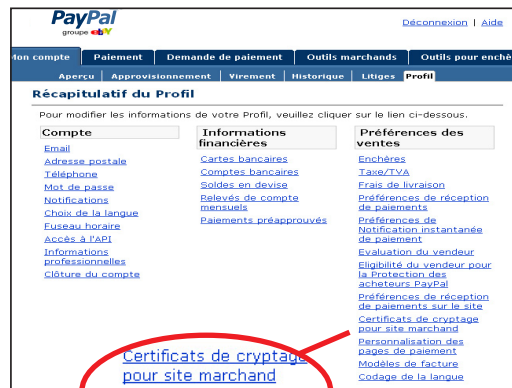 PayPal
groupe ebY
Déconnexion | Aide
Mon compte Paiement Demande de paiement Outils marchands Outils pour enchè
Aperçu | Approvisionnement | Virement | Historique | Litiges Profil
Récapitulatif du Profil
Pour modifier les informations de votre Profil, veuillez cliquer sur le lien ci-dessous.
Compte
Email
Adresse postale
Téléphone
Mot de passe
Notifications
Choix de la langue
Fuseau horaire
Accès à l'API
Informations
professionnelles
Clôture du compte
Informations
financières
Cartes bancaires
Comptes bancaires
Soldes en devise
Relevés de compte
mensuels
Paiements préapprouvés
Préférences des
ventes
Enchères
Taxe/TVA
Frais de livraison
Préférences de réception
de paiements
Préférences de
Notification instantanée
de paiement
Evaluation du vendeur
Eligibilité du vendeur pour
la Protection des
acheteurs PayPal
Préférences de réception
de paiements sur le site
Certificats de cryptage
pour site marchand
Personnalisation des
pages de paiement
Modèles de facture
Codage de la langue
Certificats de cryptage
pour site marchand